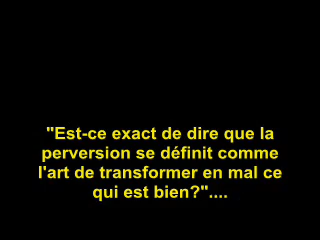 "Est-ce exact de dire que la
perversion se définit comme
l'art de transformer en mal ce
qui est bien?"....